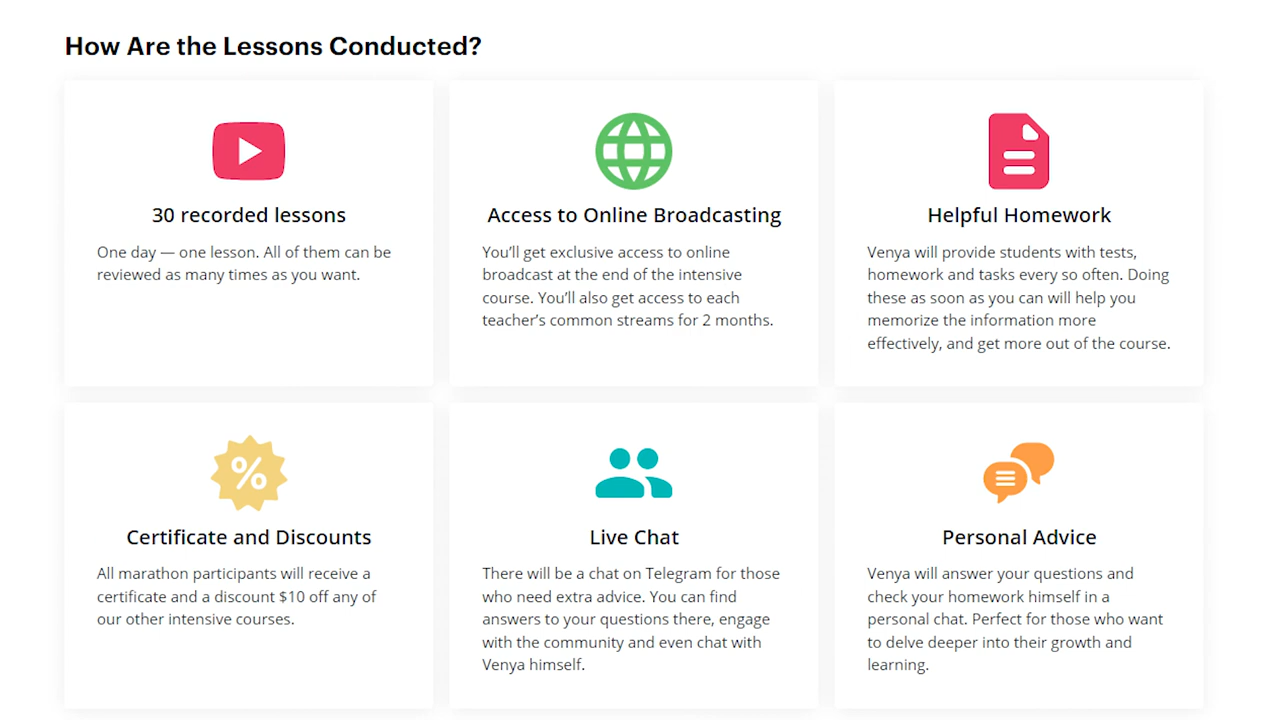 How Are the Lessons Conducted?
30 recorded lessons
One day — one lesson. All of them can be
reviewed as many times as you want.
Access to Online Broadcasting
You’ll get exclusive access to online
broadcast at the end of the intensive
course. You’ll also get access to each
teacher’s common streams for 2 months.
Helpful Homework
Venya will provide students with tests,
homework and tasks every so often. Doing
these as soon as you can will help you
memorize the information more
effectively, and get more out of the course.
%
Certificate and Discounts
All marathon participants will receive a
certificate and a discount $10 off any of
our other intensive courses.
Live Chat
There will be a chat on Telegram for those
who need extra advice. You can find
answers to your questions there, engage
with the community and even chat with
Venya himself.
Personal Advice
Venya will answer your questions and
check your homework himself in a
personal chat. Perfect for those who want
to delve deeper into their growth and
learning.